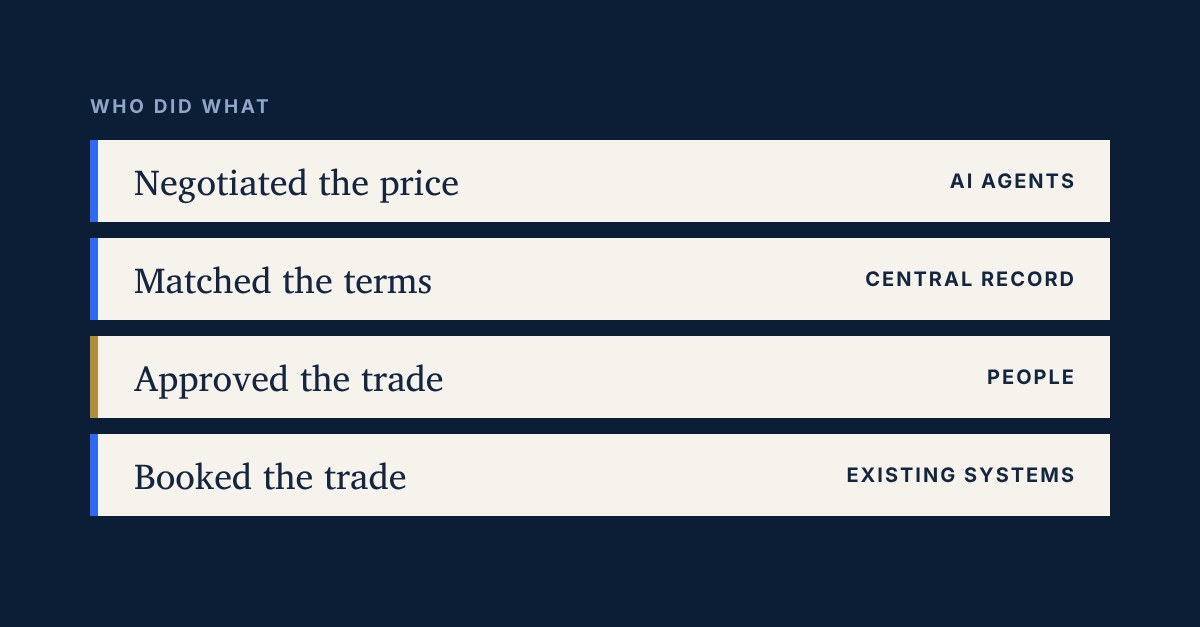 WHO DID WHAT
Negotiated the price AI AGENTS
Matched the terms CENTRAL RECORD
Approved the trade PEOPLE
Booked the trade EXISTING SYSTEMS